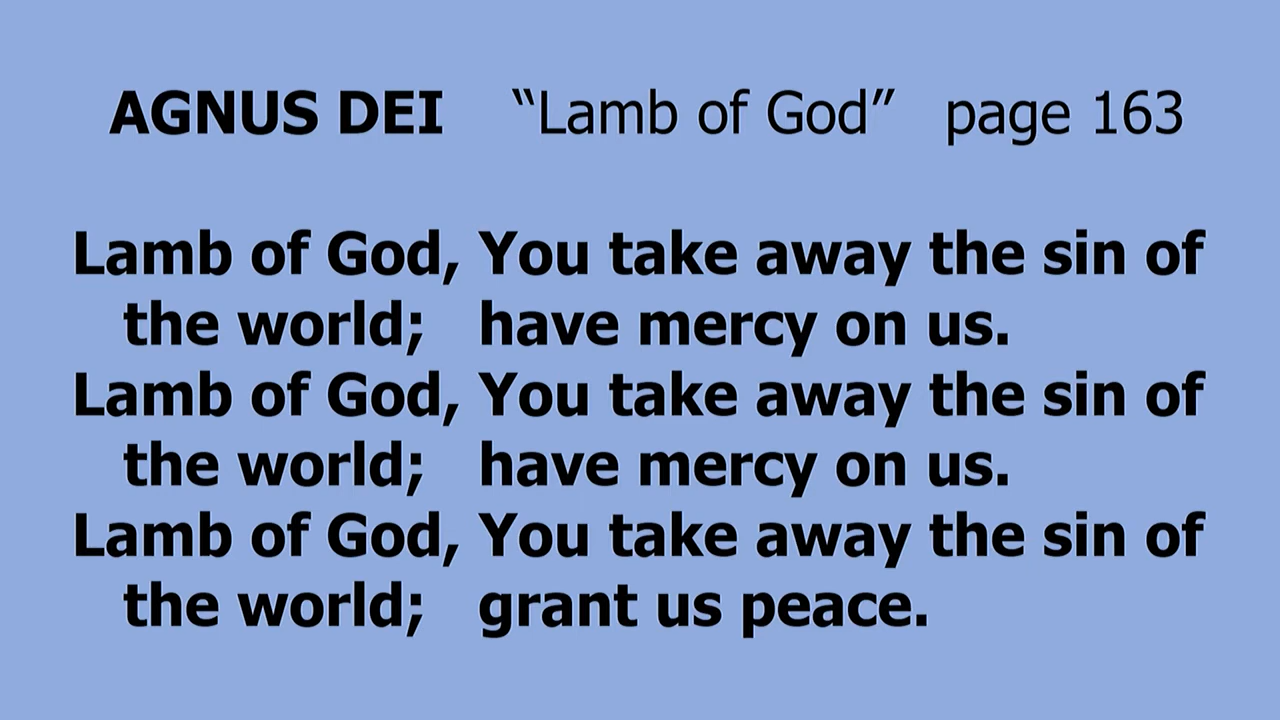 AGNUS DEI “Lamb of God” page 163
Lamb of God, You take away the sin of
the world; have mercy on us.
Lamb of God, You take away the sin of
the world; have mercy on us.
Lamb of God, You take away the sin of
the world; grant us peace.